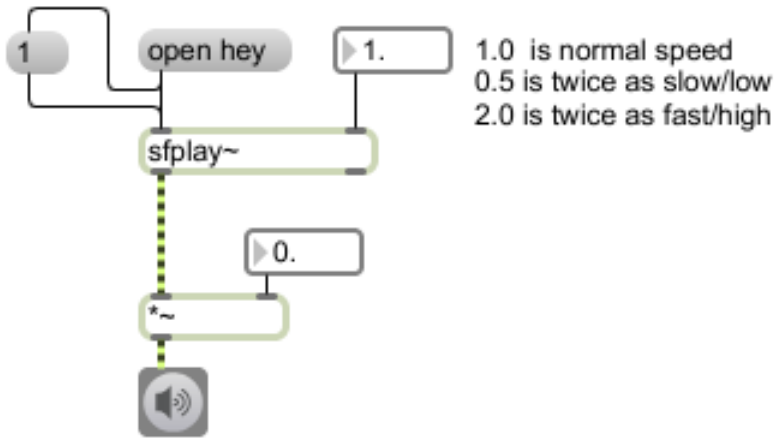 1
open hey
1.
1.0  is normal speed
0.5 is twice as slow/low
2.0 is twice as fast/high
sfplay~
0.
*~